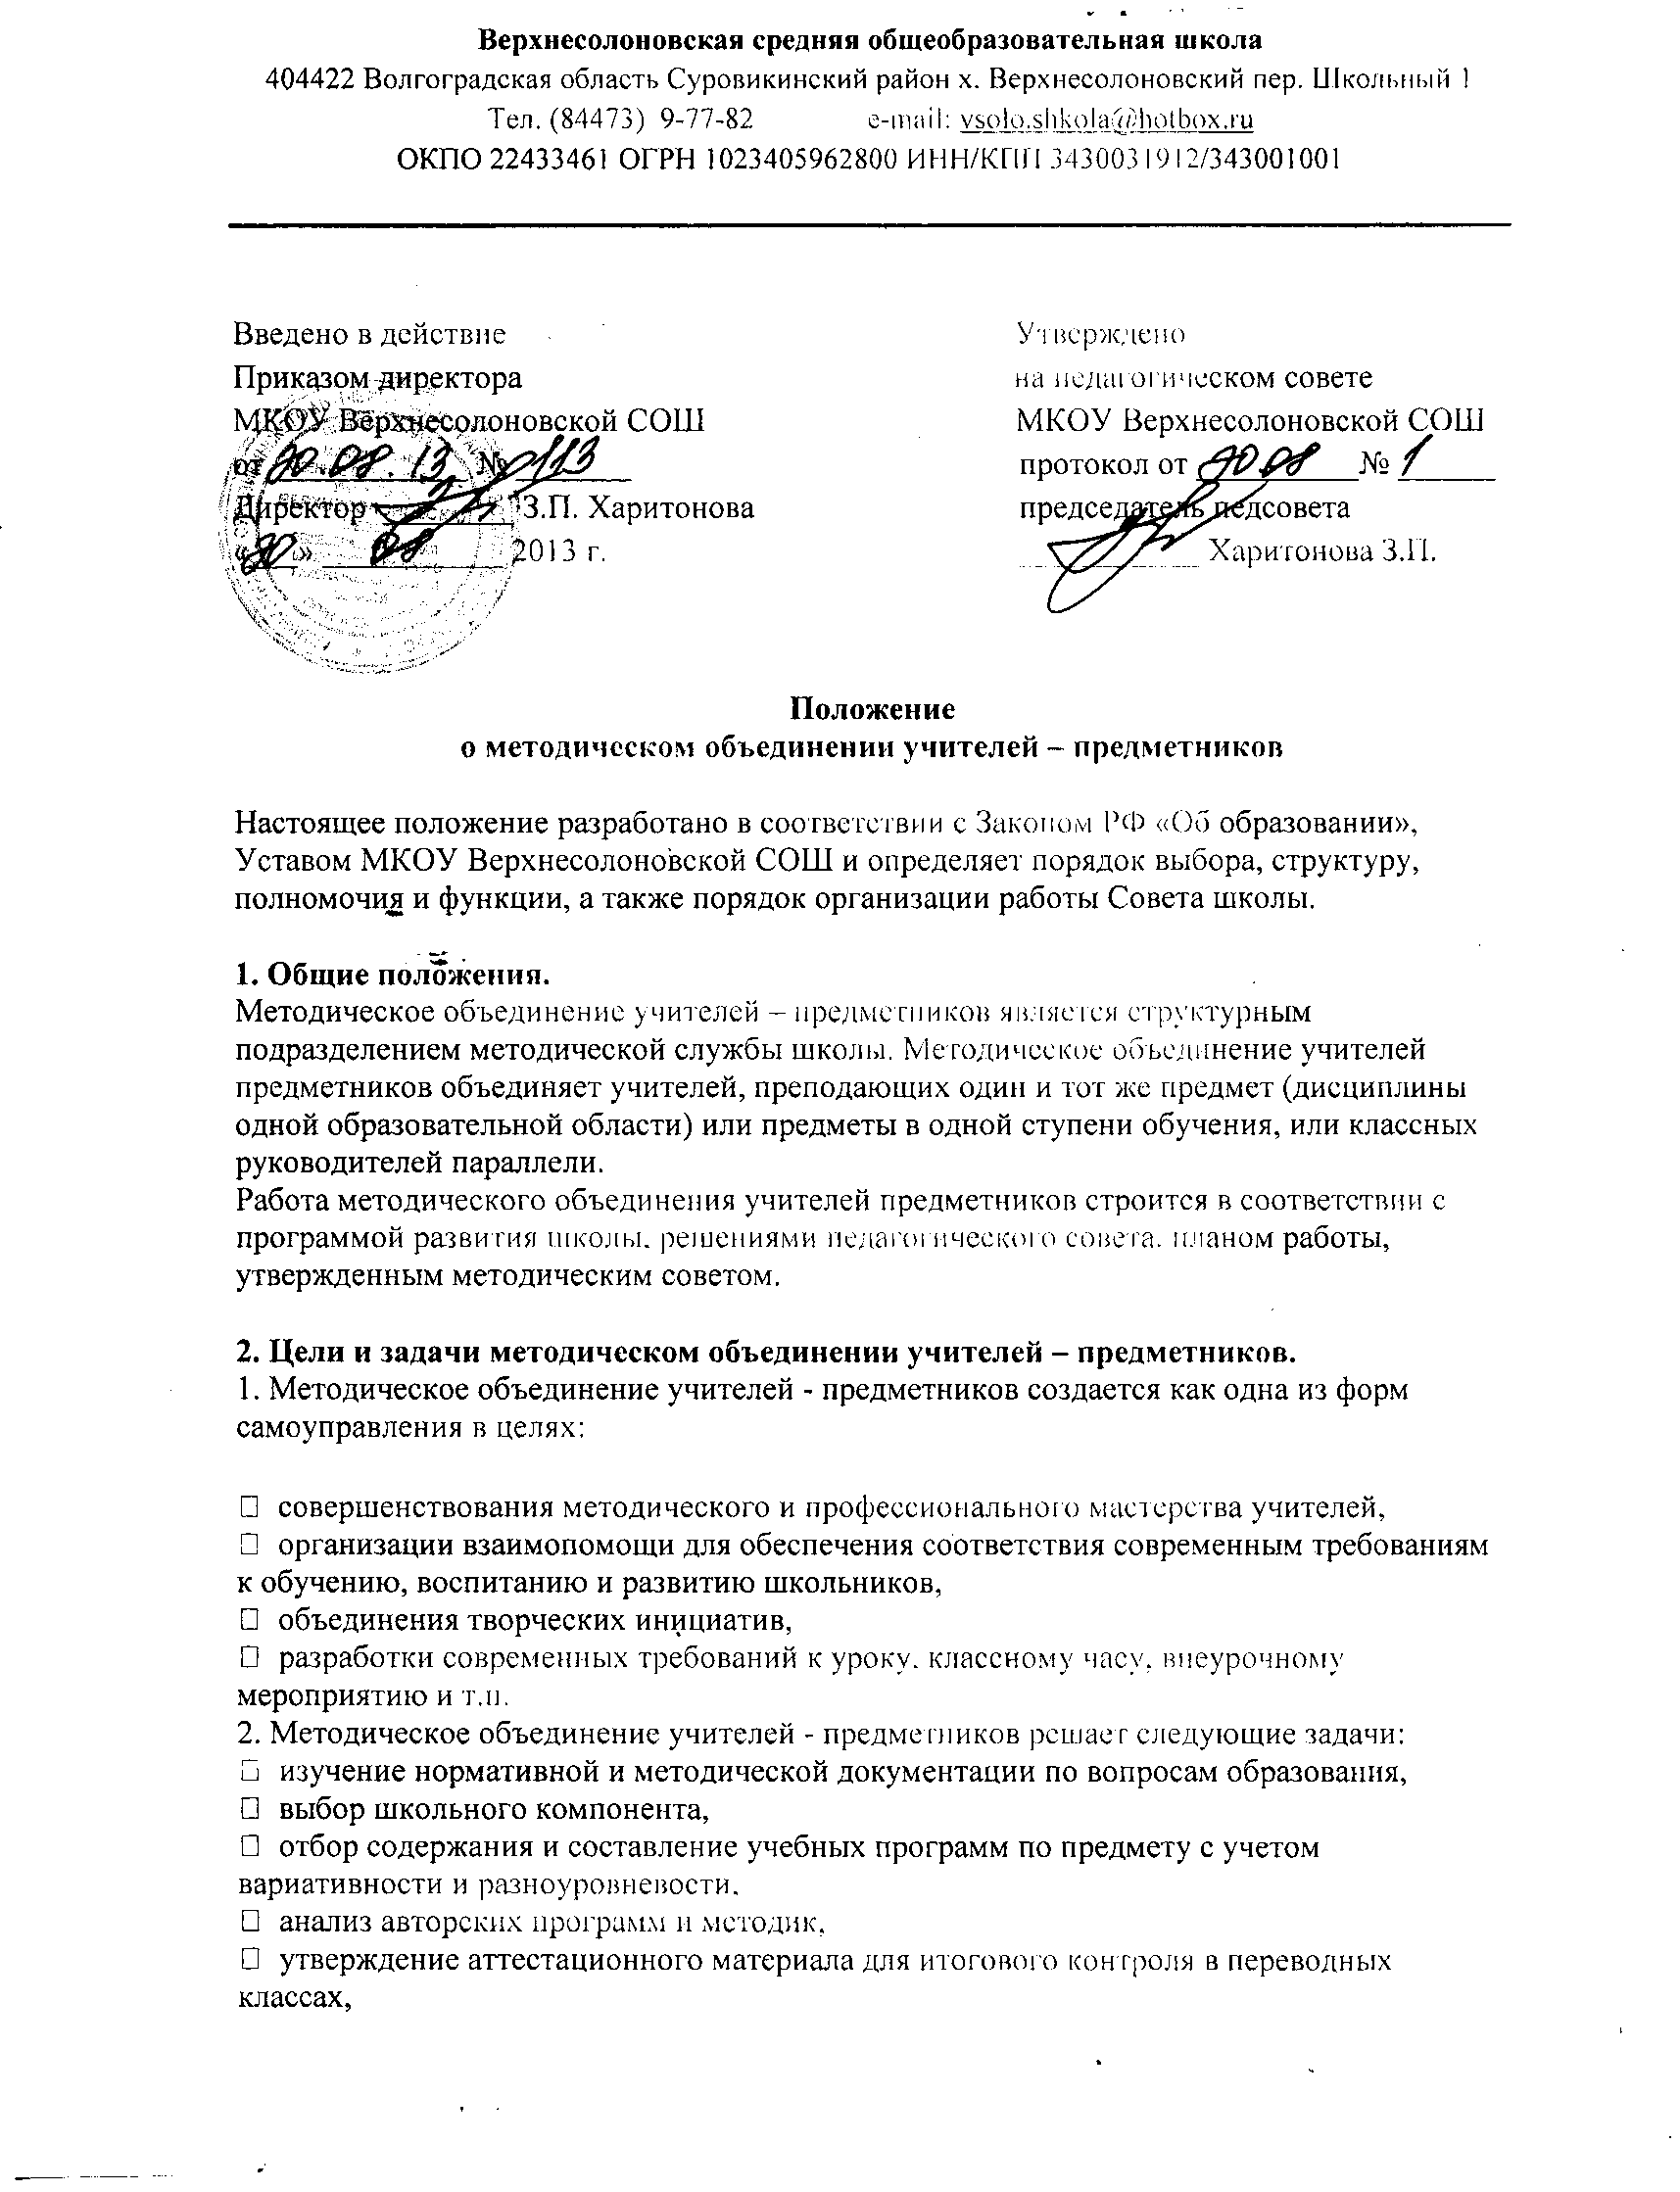 Верхнесолоновская средняя общеобразовательная школа
404422 Волгоградская область Суровикинский район х. Верхнесолоновский пер. Школьный 1
Тел. (84473) 9-77-82 e-mail: vsolo.shkola@hotbox.ru
ОКПО 22433461 ОГРН 1023405962800 ИНН/КПП 3430031912/343001001
Введено в действие
Приказом директора
МКОУ Верхнесолоновской СОШ
от 08.13 №
Директор З.П. Харитонова
« » 08 2013 г.
Утверждено
на педагогическом совете
МКОУ Верхнесолоновской СОШ
протокол от 08 № 1
председатель педсовета
Харитонова З.П.
Положение
о методическом объединении учителей – предметников
Настоящее положение разработано в соответствии с Законом РФ «Об образовании»,
Уставом МКОУ Верхнесолоновской СОШ и определяет порядок выбора, структуру,
полномочия и функции, а также порядок организации работы Совета школы.
1. Общие положения.
Методическое объединение учителей – предметников является структурным
подразделением методической службы школы. Методическое объединение учителей
предметников объединяет учителей, преподающих один и тот же предмет (дисциплины
одной образовательной области) или предметы в одной ступени обучения, или классных
руководителей параллели.
Работа методического объединения учителей предметников строится в соответствии с
программой развития школы, решениями педагогического совета, планом работы,
утвержденным методическим советом.
2. Цели и задачи методическом объединении учителей – предметников.
1. Методическое объединение учителей - предметников создается как одна из форм
самоуправления в целях:
□ совершенствования методического и профессионального мастерства учителей,
□ организации взаимопомощи для обеспечения соответствия современным требованиям
к обучению, воспитанию и развитию школьников,
□ объединения творческих инициатив,
□ разработки современных требований к уроку, классному часу, внеурочному
мероприятию и т.п.
2. Методическое объединение учителей - предметников решает следующие задачи:
□ изучение нормативной и методической документации по вопросам образования,
□ выбор школьного компонента,
□ отбор содержания и составление учебных программ по предмету с учетом
вариативности и разноуровневости,
□ анализ авторских программ и методик,
□ утверждение аттестационного материала для итогового контроля в переводных
классах,